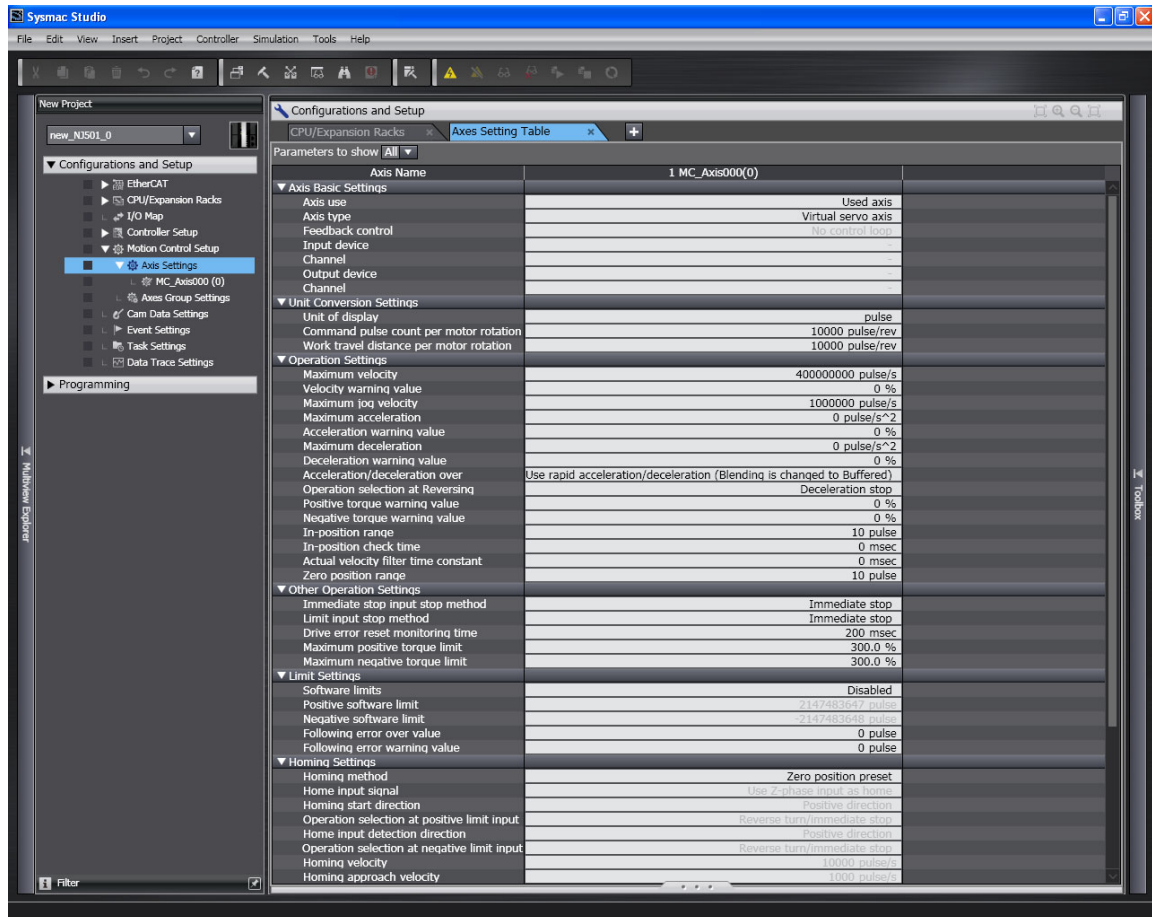 Sysmac Studio
File Edit View Insert Project Controller Simulation Tools Help
New Project
new_NJ501_0
Configurations and Setup
EtherCAT
CPU/Expansion Racks
I/O Map
Controller Setup
Motion Control Setup
Axis Settings
MC_Axis000 (0)
Axes Group Settings
Cam Data Settings
Event Settings
Task Settings
Data Trace Settings
Programming
Filter
Multiview Explorer
Configurations and Setup
CPU/Expansion Racks Axes Setting Table
Parameters to show All
Axis Name 1 MC_Axis000(0)
Axis Basic Settings
Axis use Used axis
Axis type Virtual servo axis
Feedback control No control loop
Input device -
Channel -
Output device -
Channel -
Unit Conversion Settings
Unit of display pulse
Command pulse count per motor rotation 10000 pulse/rev
Work travel distance per motor rotation 10000 pulse/rev
Operation Settings
Maximum velocity 400000000 pulse/s
Velocity warning value 0 %
Maximum jog velocity 1000000 pulse/s
Maximum acceleration 0 pulse/s^2
Acceleration warning value 0 %
Maximum deceleration 0 pulse/s^2
Deceleration warning value 0 %
Acceleration/deceleration over Use rapid acceleration/deceleration (Blending is changed to Buffered)
Operation selection at Reversing Deceleration stop
Positive torque warning value 0 %
Negative torque warning value 0 %
In-position range 10 pulse
In-position check time 0 msec
Actual velocity filter time constant 0 msec
Zero position range 10 pulse
Other Operation Settings
Immediate stop input stop method Immediate stop
Limit input stop method Immediate stop
Drive error reset monitoring time 200 msec
Maximum positive torque limit 300.0 %
Maximum negative torque limit 300.0 %
Limit Settings
Software limits Disabled
Positive software limit 2147483647 pulse
Negative software limit -2147483648 pulse
Following error over value 0 pulse
Following error warning value 0 pulse
Homing Settings
Homing method Zero position preset
Home input signal Use Z-phase input as home
Homing start direction Positive direction
Operation selection at positive limit input Reverse turn/immediate stop
Home input detection direction Positive direction
Operation selection at negative limit input Reverse turn/immediate stop
Homing velocity 10000 pulse/s
Homing approach velocity 1000 pulse/s
Toolbox